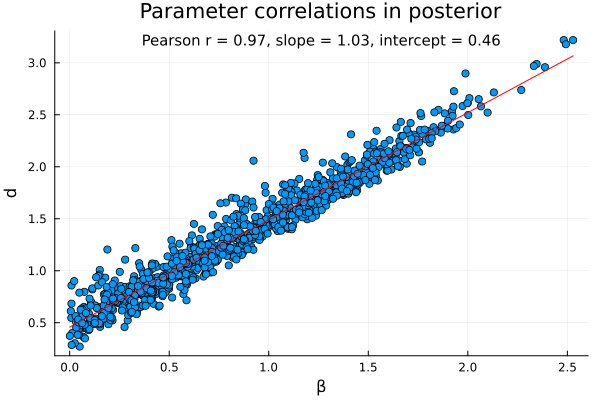 Parameter correlations in posterior
Pearson r = 0.97, slope = 1.03, intercept = 0.46
d
3.0
2.5
2.0
1.5
1.0
0.5
0.0 0.5 1.0 1.5 2.0 2.5
β